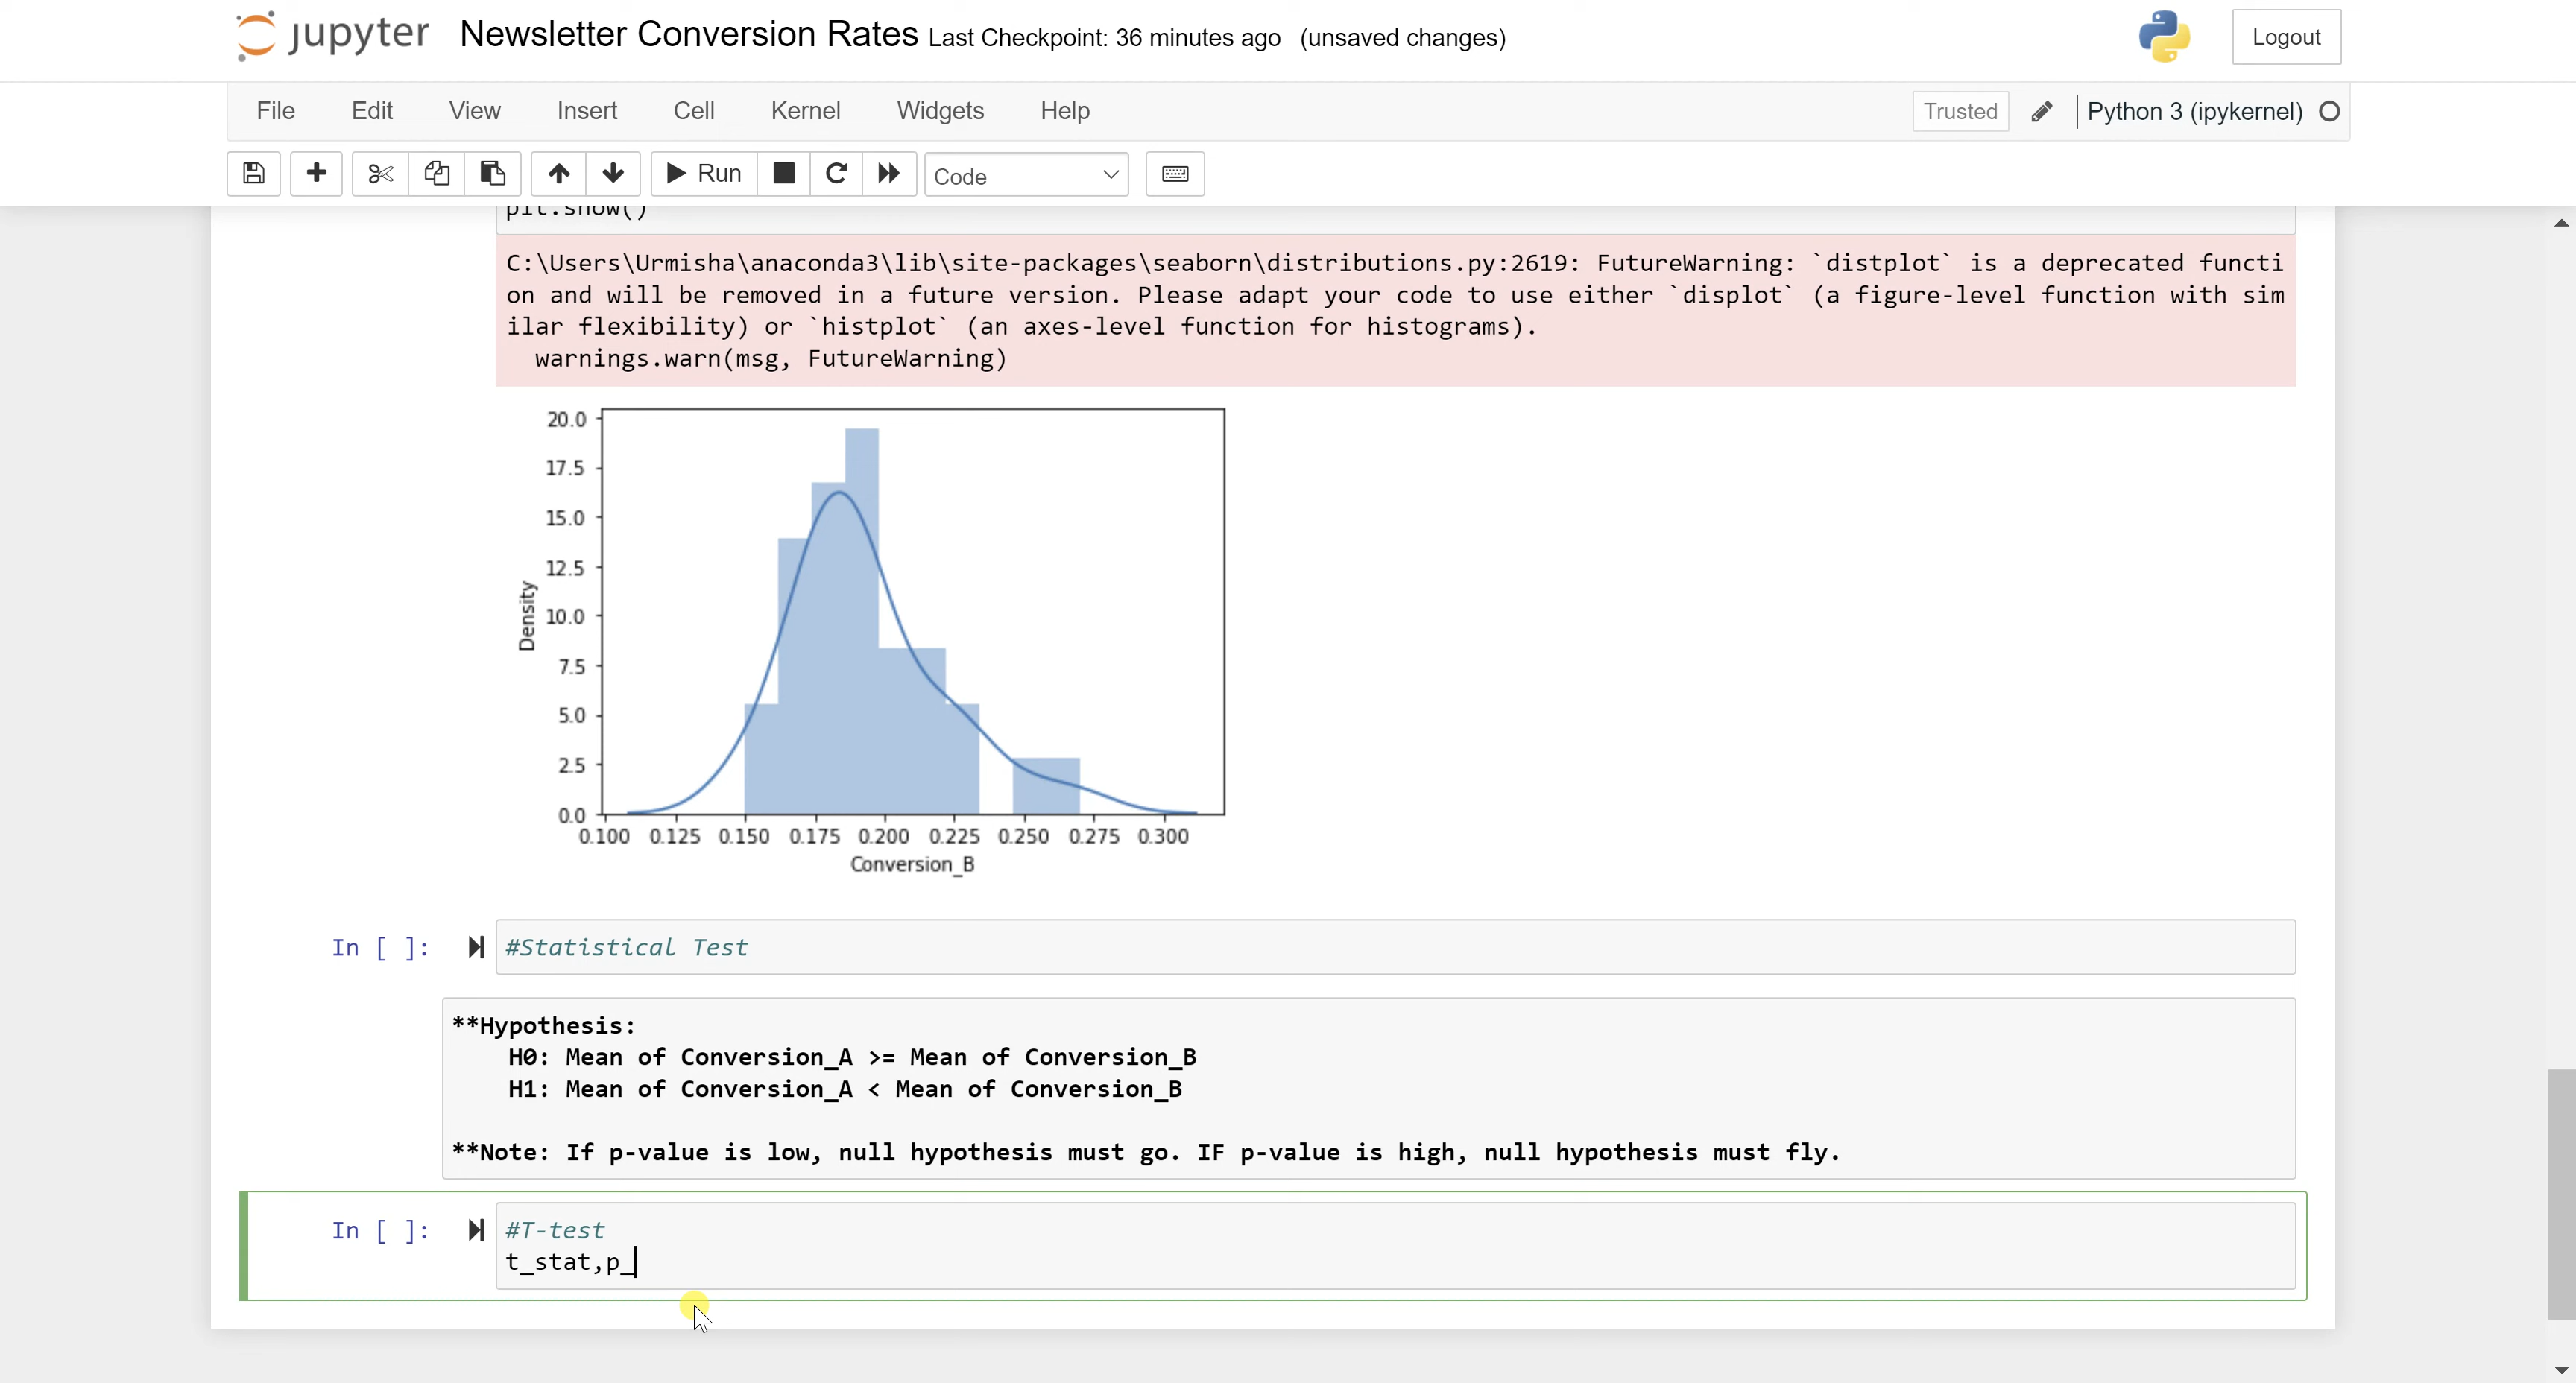 jupyter Newsletter Conversion Rates Last Checkpoint: 36 minutes ago (unsaved changes) Logout
File Edit View Insert Cell Kernel Widgets Help Trusted Python 3 (ipykernel)
Run Code
plt.show()
C:\Users\Urmisha\anaconda3\lib\site-packages\seaborn\distributions.py:2619: FutureWarning: `distplot` is a deprecated functi
on and will be removed in a future version. Please adapt your code to use either `displot` (a figure-level function with sim
ilar flexibility) or `histplot` (an axes-level function for histograms).
warnings.warn(msg, FutureWarning)
20.0
17.5
15.0
12.5
10.0
7.5
5.0
2.5
0.0
Density
0.100 0.125 0.150 0.175 0.200 0.225 0.250 0.275 0.300
Conversion_B
In [ ]: #Statistical Test
**Hypothesis:
H0: Mean of Conversion_A >= Mean of Conversion_B
H1: Mean of Conversion_A < Mean of Conversion_B
**Note: If p-value is low, null hypothesis must go. IF p-value is high, null hypothesis must fly.
In [ ]: #T-test
t_stat,p_